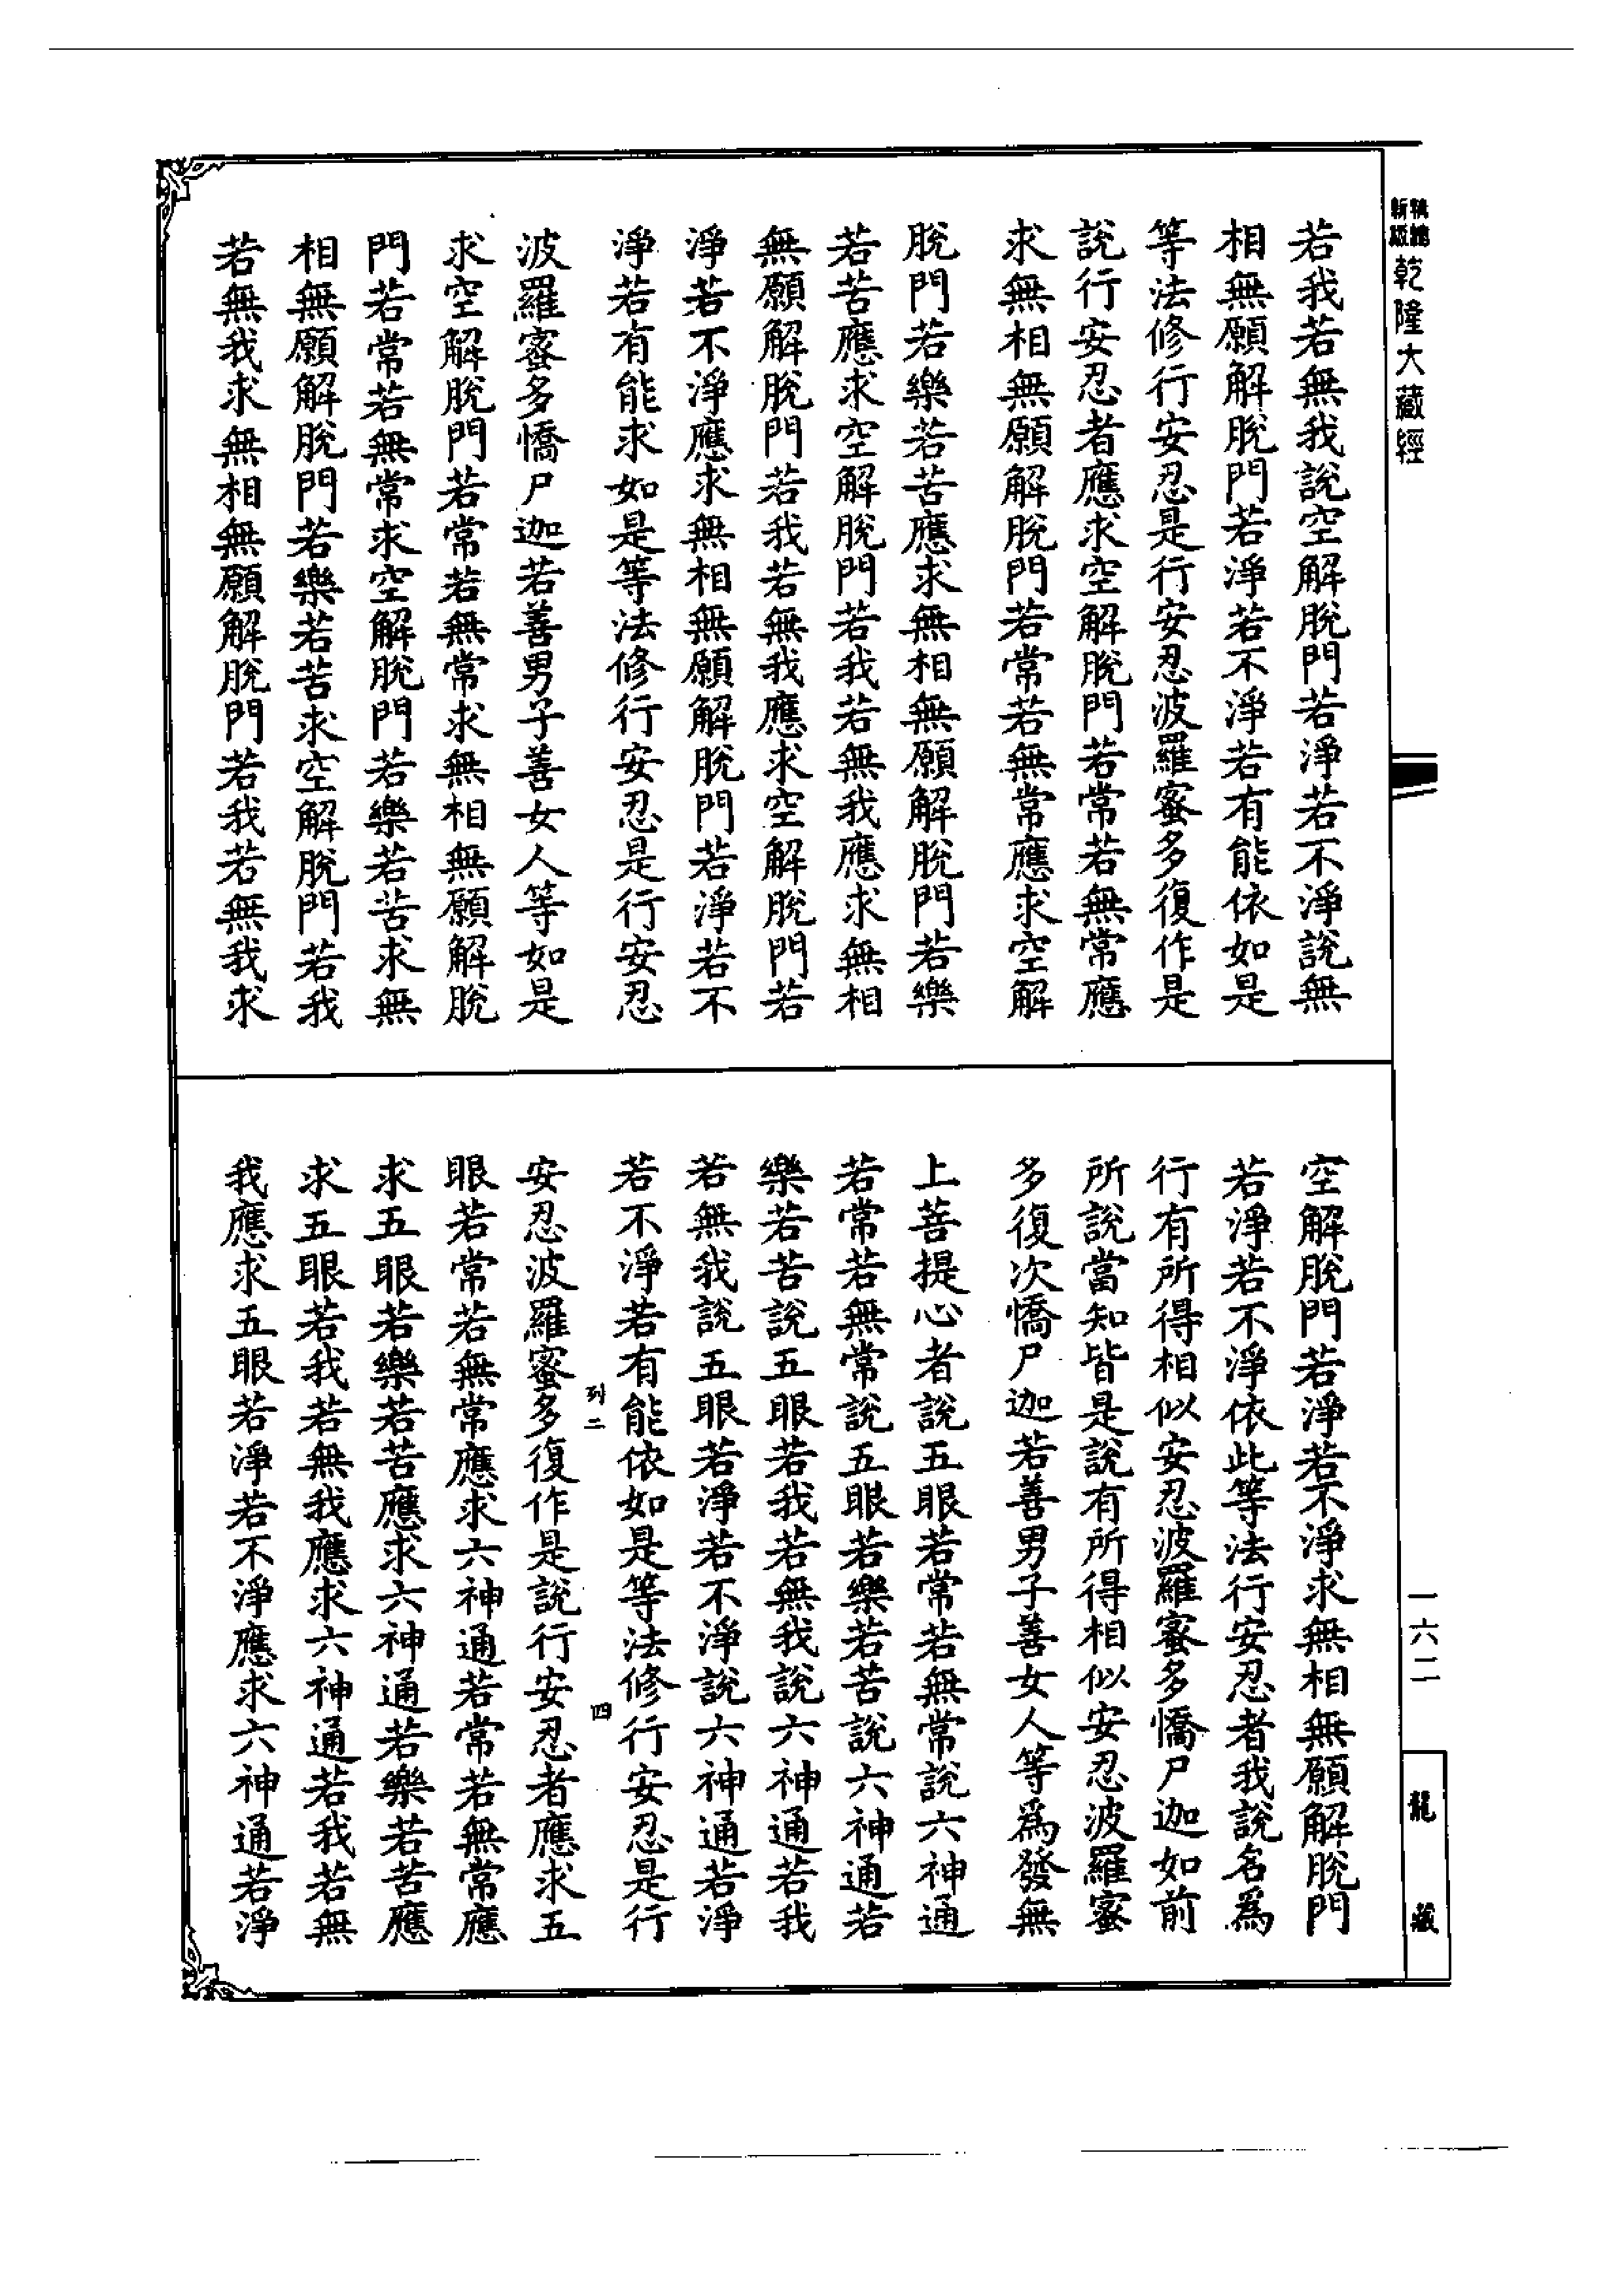 乾隆大藏經
若我若無我說空解脫門若淨若不淨說無
相無願解脫門若淨若不淨若有能依如是
等法修行安忍是行安忍波羅蜜多復作是
說行安忍者應求空解脫門若常若無常應
求無相無願解脫門若常若無常應求空解
脫門若樂若苦應求無相無願解脫門若樂
若苦應求空解脫門若我若無我應求無相
無願解脫門若我若無我應求空解脫門若
淨若不淨應求無相無願解脫門若淨若不
淨若有能求如是等法修行安忍是行安忍
波羅蜜多憍尸迦若善男子善女人等如是
求空解脫門若常若無常求無相無願解脫
門若常若無常求空解脫門若樂若苦求無
相無願解脫門若樂若苦求空解脫門若我
若無我求無相無願解脫門若我若無我求
空解脫門若淨若不淨求無相無願解脫門
若淨若不淨依此等法行安忍者我說名為
行有所得相似安忍波羅蜜多憍尸迦如前
所說當知皆是說有所得相似安忍波羅蜜
多復次憍尸迦若善男子善女人等為發無
上菩提心者說五眼若常若無常說六神通
若常若無常說五眼若樂若苦說六神通若
樂若苦說五眼若我若無我說六神通若我
若無我說五眼若淨若不淨說六神通若淨
若不淨若有能依如是等法修行安忍是行
列二 四
安忍波羅蜜多復作是說行安忍者應求五
眼若常若無常應求六神通若常若無常應
求五眼若樂若苦應求六神通若樂若苦應
求五眼若我若無我應求六神通若我若無
我應求五眼若淨若不淨應求六神通若淨
一六二
龍藏